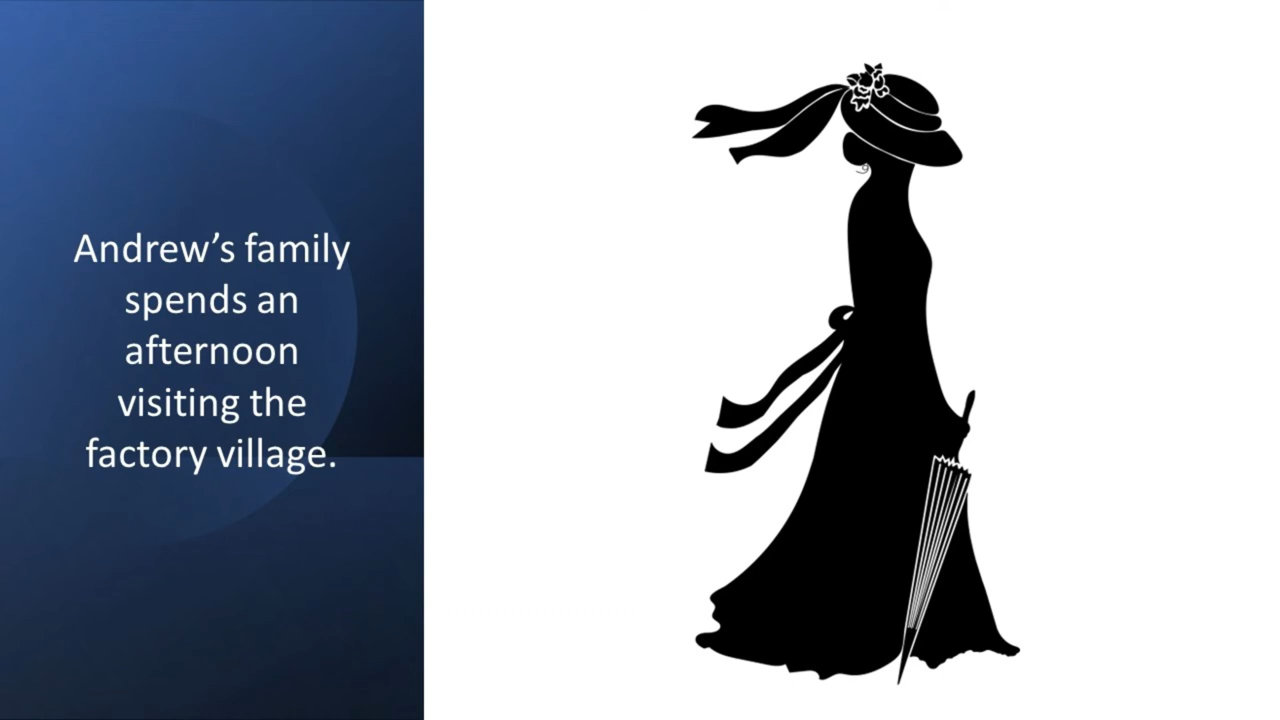 Andrew’s family
spends an
afternoon
visiting the
factory village.